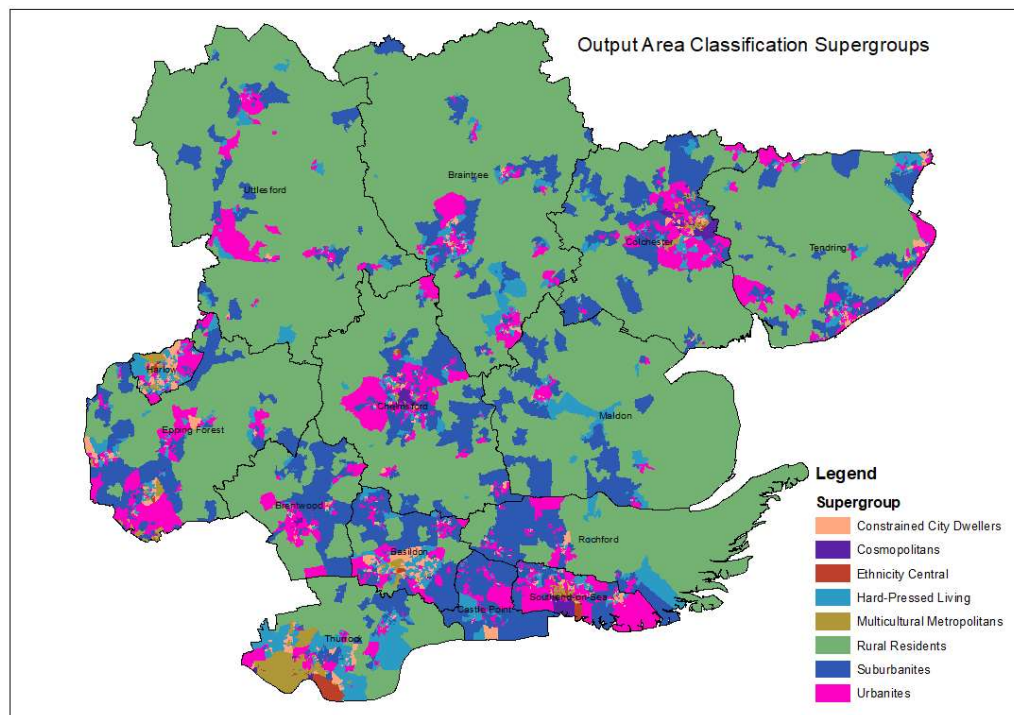 Output Area Classification Supergroups
Uttlesford
Braintree
Colchester
Tendring
Harlow
Chelmsford
Maldon
Epping Forest
Brentwood
Basildon
Rochford
Castle Point
Southend-on-Sea
Thurrock
Legend
Supergroup
Constrained City Dwellers
Cosmopolitans
Ethnicity Central
Hard-Pressed Living
Multicultural Metropolitans
Rural Residents
Suburbanites
Urbanites